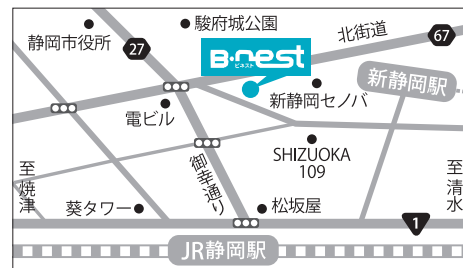 静岡市役所
駿府城公園
27
北街道
67
B・nest
ビネスト
新静岡セノバ
新静岡駅
電ビル
御幸通り
SHIZUOKA
109
至焼津
至清水
葵タワー
松坂屋
1
JR静岡駅